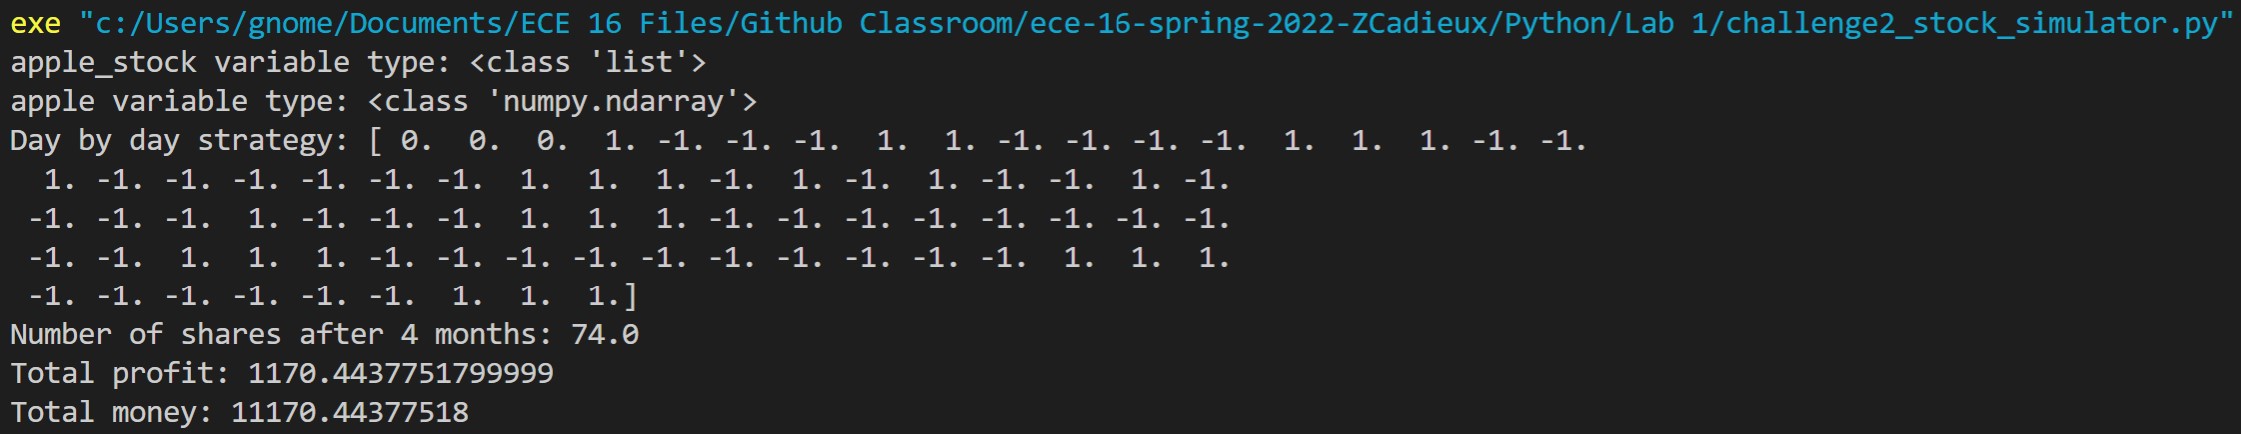 exe "c:/Users/gnome/Documents/ECE 16 Files/Github Classroom/ece-16-spring-2022-ZCadieux/Python/Lab 1/challenge2_stock_simulator.py"
apple_stock variable type: <class 'list'>
apple variable type: <class 'numpy.ndarray'>
Day by day strategy: [ 0.  0.  0.  1. -1. -1. -1.  1.  1. -1. -1. -1. -1.  1.  1.  1. -1. -1.
  1. -1. -1. -1. -1. -1. -1.  1.  1.  1. -1.  1. -1.  1. -1. -1.  1. -1.
 -1. -1. -1.  1. -1. -1. -1.  1.  1.  1. -1. -1. -1. -1. -1. -1. -1. -1.
 -1. -1.  1.  1.  1. -1. -1. -1. -1. -1. -1. -1. -1. -1. -1.  1.  1.  1.
 -1. -1. -1. -1. -1. -1.  1.  1.  1.]
Number of shares after 4 months: 74.0
Total profit: 1170.4437751799999
Total money: 11170.44377518